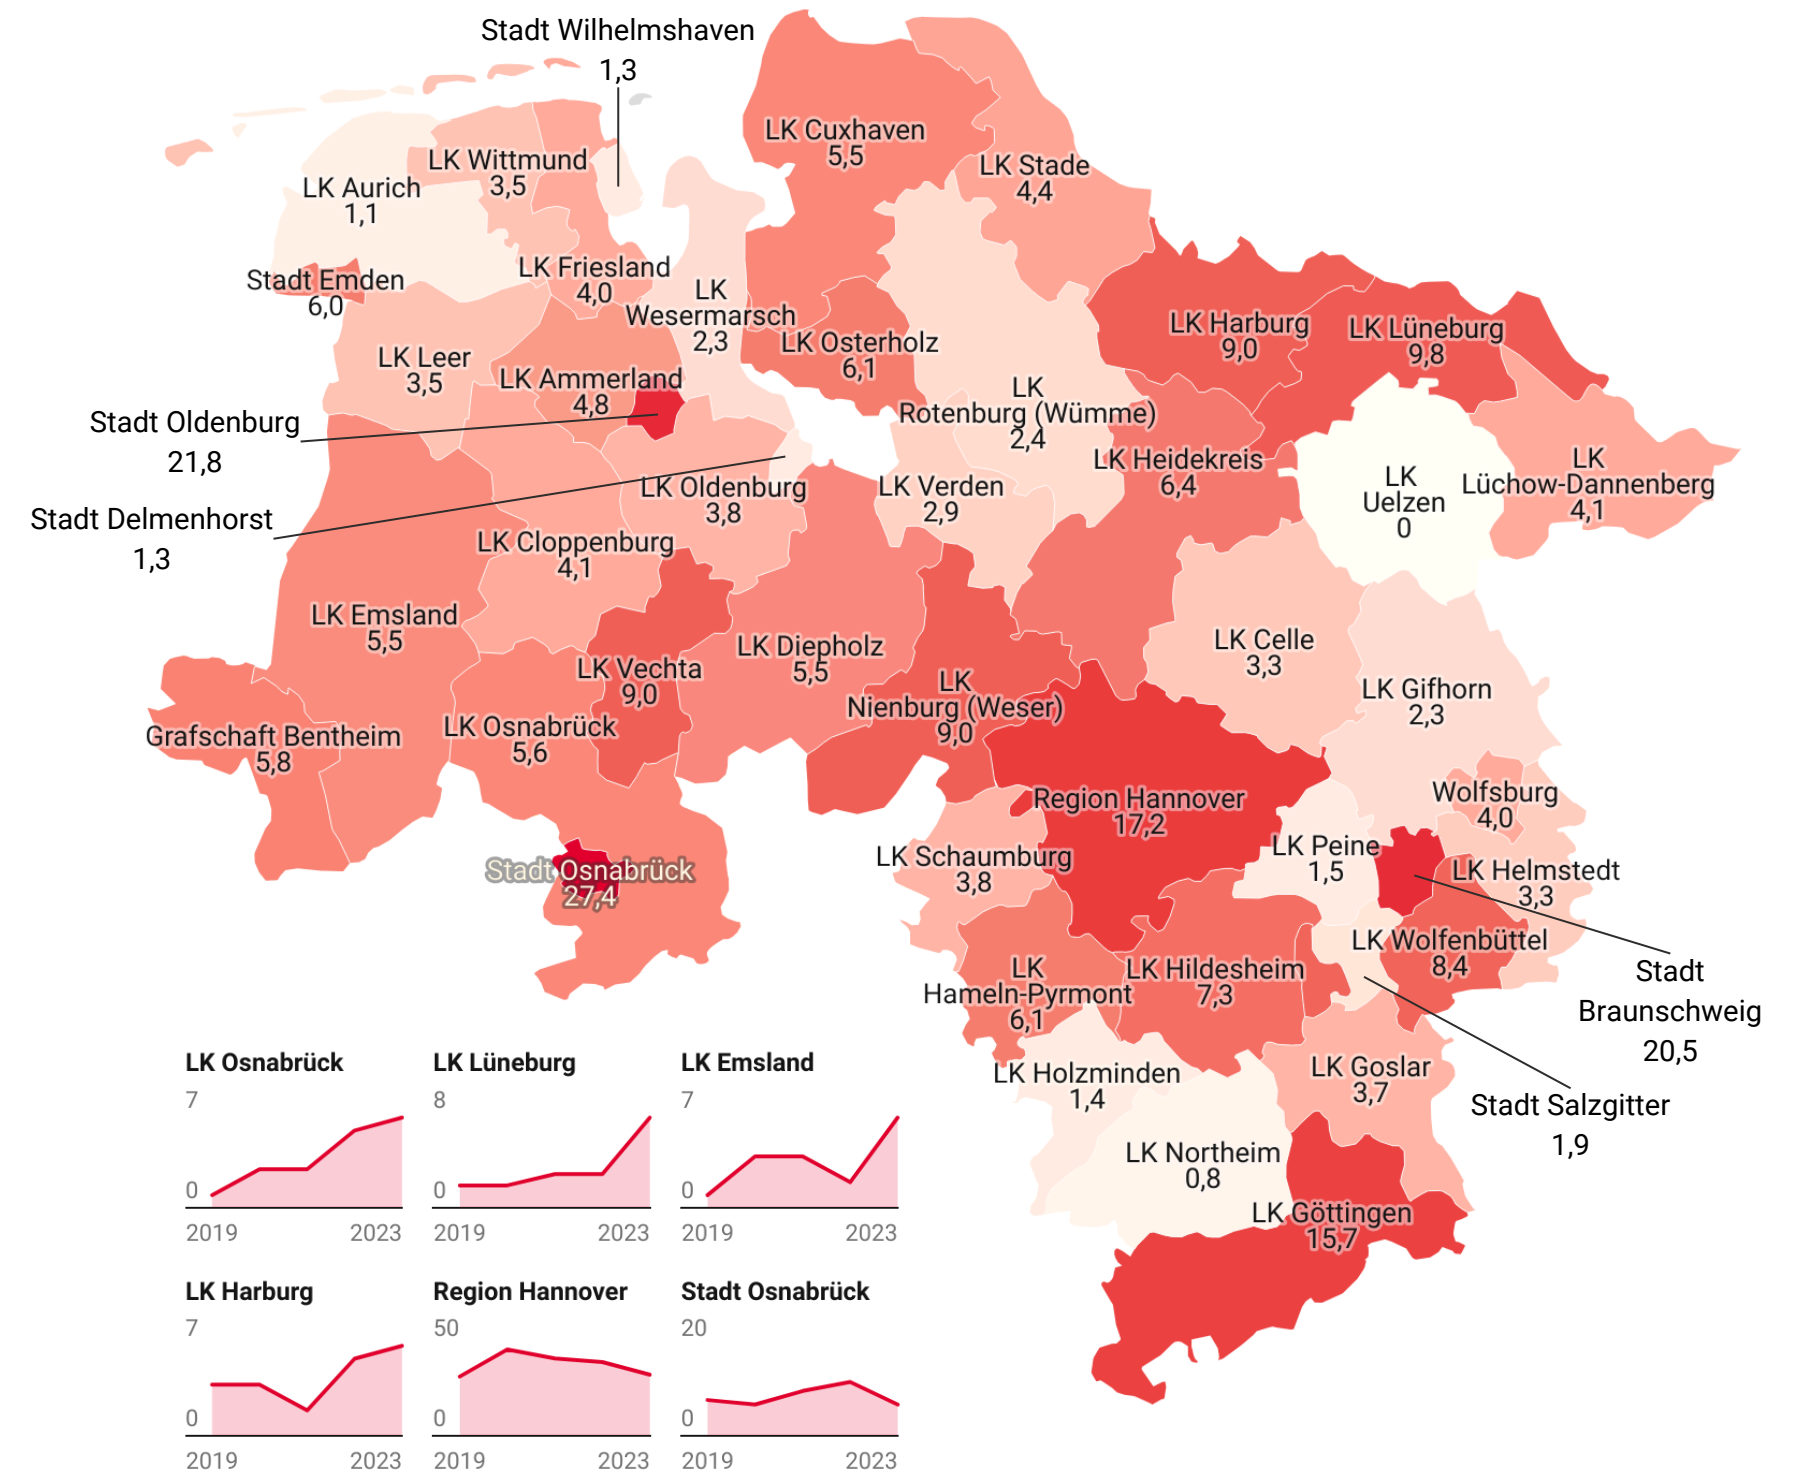 Stadt Wilhelmshaven
1,3
LK Cuxhaven
5,5
LK Stade
4,4
LK Wittmund
3,5
LK Aurich
1,1
Stadt Emden
6,0
LK Friesland
4,0
LK
Wesermarsch
2,3
LK Osterholz
6,1
LK Harburg
9,0
LK Lüneburg
9,8
LK Leer
3,5
LK Ammerland
4,8
LK
Rotenburg (Wümme)
2,4
Stadt Oldenburg
21,8
LK Heidekreis
6,4
LK
Uelzen
0
LK
Lüchow-Dannenberg
4,1
LK Oldenburg
3,8
LK Verden
2,9
Stadt Delmenhorst
1,3
LK Cloppenburg
4,1
LK Emsland
5,5
LK Vechta
9,0
LK Diepholz
5,5
LK Celle
3,3
LK
Nienburg (Weser)
9,0
LK Gifhorn
2,3
Grafschaft Bentheim
5,8
LK Osnabrück
5,6
Region Hannover
17,2
Wolfsburg
4,0
LK Peine
1,5
LK Schaumburg
3,8
Stadt Osnabrück
27,4
LK Helmstedt
3,3
LK Wolfenbüttel
8,4
LK
Hameln-Pyrmont
6,1
LK Hildesheim
7,3
Stadt
Braunschweig
20,5
LK Holzminden
1,4
LK Goslar
3,7
Stadt Salzgitter
1,9
LK Northeim
0,8
LK Göttingen
15,7
LK Osnabrück
7
0
2019 2023
LK Lüneburg
8
0
2019 2023
LK Emsland
7
0
2019 2023
LK Harburg
7
0
2019 2023
Region Hannover
50
0
2019 2023
Stadt Osnabrück
20
0
2019 2023